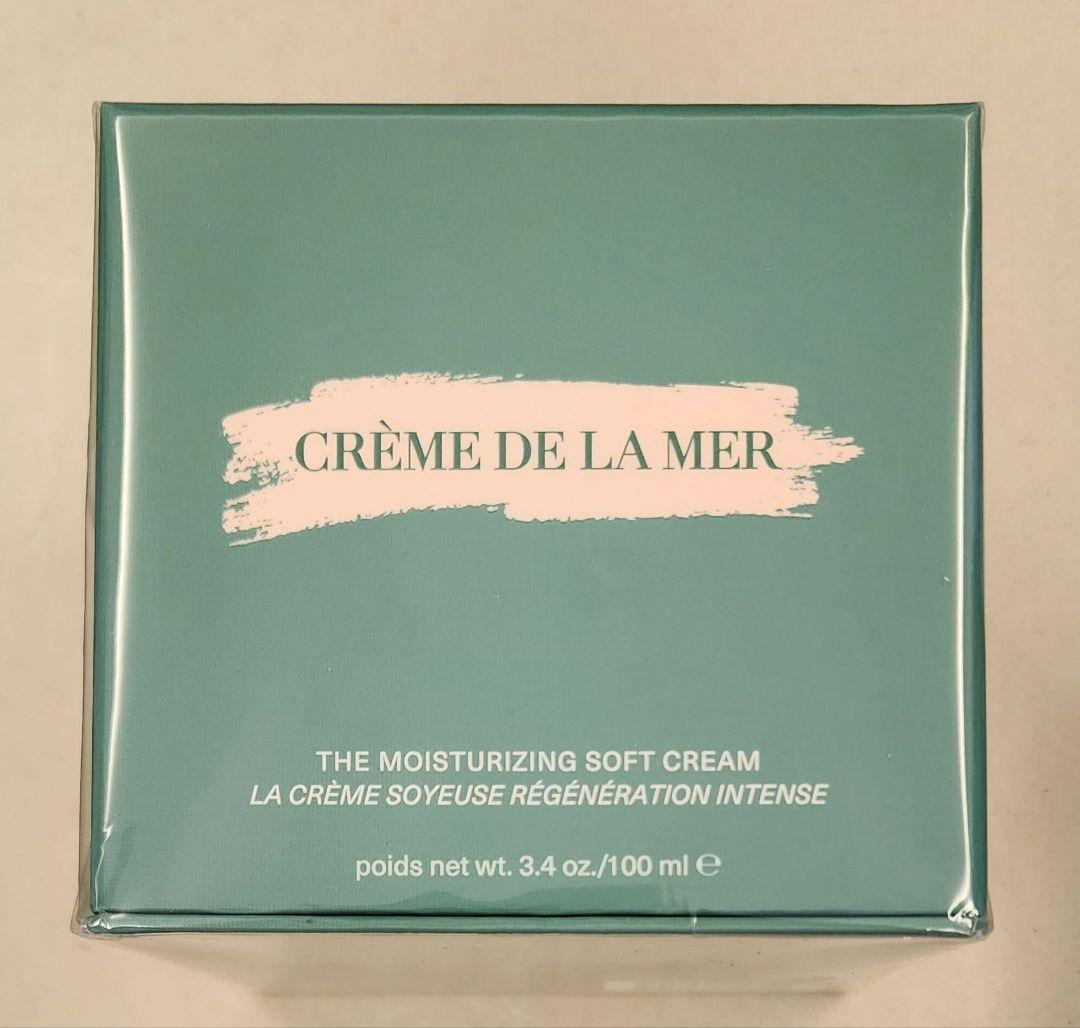 CRÈME DE LA MER
THE MOISTURIZING SOFT CREAM
LA CRÈME SOYEUSE RÉGÉNÉRATION INTENSE
poids net wt. 3.4 oz./100 ml ℮